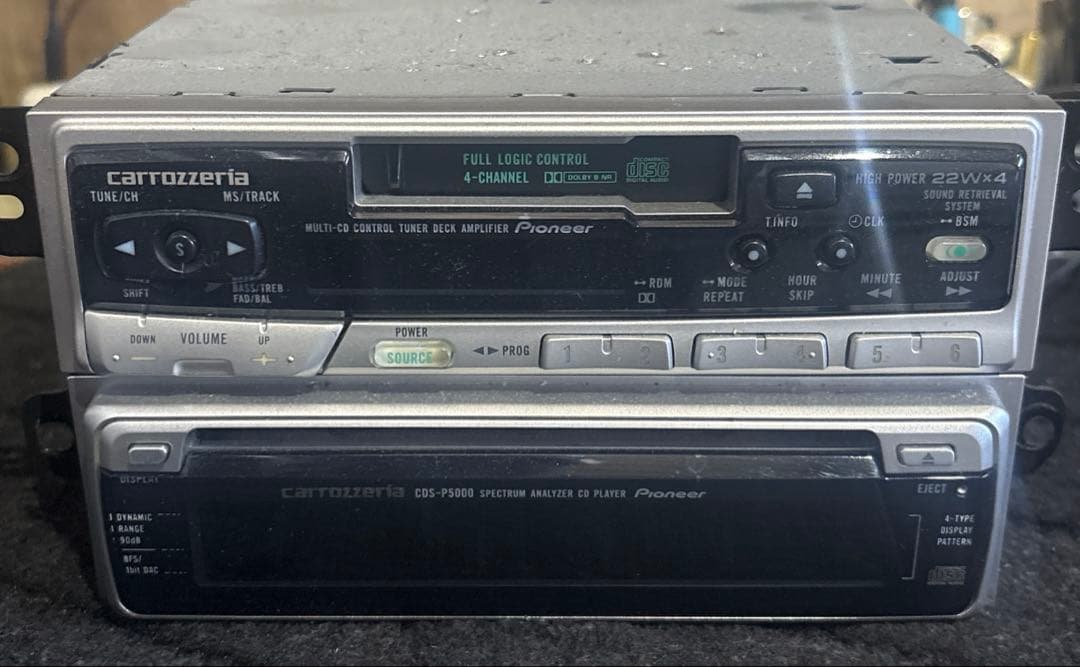 FULL LOGIC CONTROL
4-CHANNEL DOLBY B NR
COMPACT disc DIGITAL AUDIO
carrozzeria
TUNE/CH MS/TRACK
HIGH POWER 22W×4
SOUND RETRIEVAL
SYSTEM
T.INFO CLK BSM
MULTI-CD CONTROL TUNER DECK AMPLIFIER Pioneer
S
SHIFT BASS/TREB
FAD/BAL
RDM MODE HOUR MINUTE ADJUST
REPEAT SKIP
DOWN VOLUME UP
POWER
SOURCE PROG 1 2 3 4 5 6
carrozzeria CDS-P5000 SPECTRUM ANALYZER CD PLAYER Pioneer
DISPLAY
EJECT
DYNAMIC
RANGE
90dB
8FS/
1bit DAC
4-TYPE
DISPLAY
PATTERN
disc